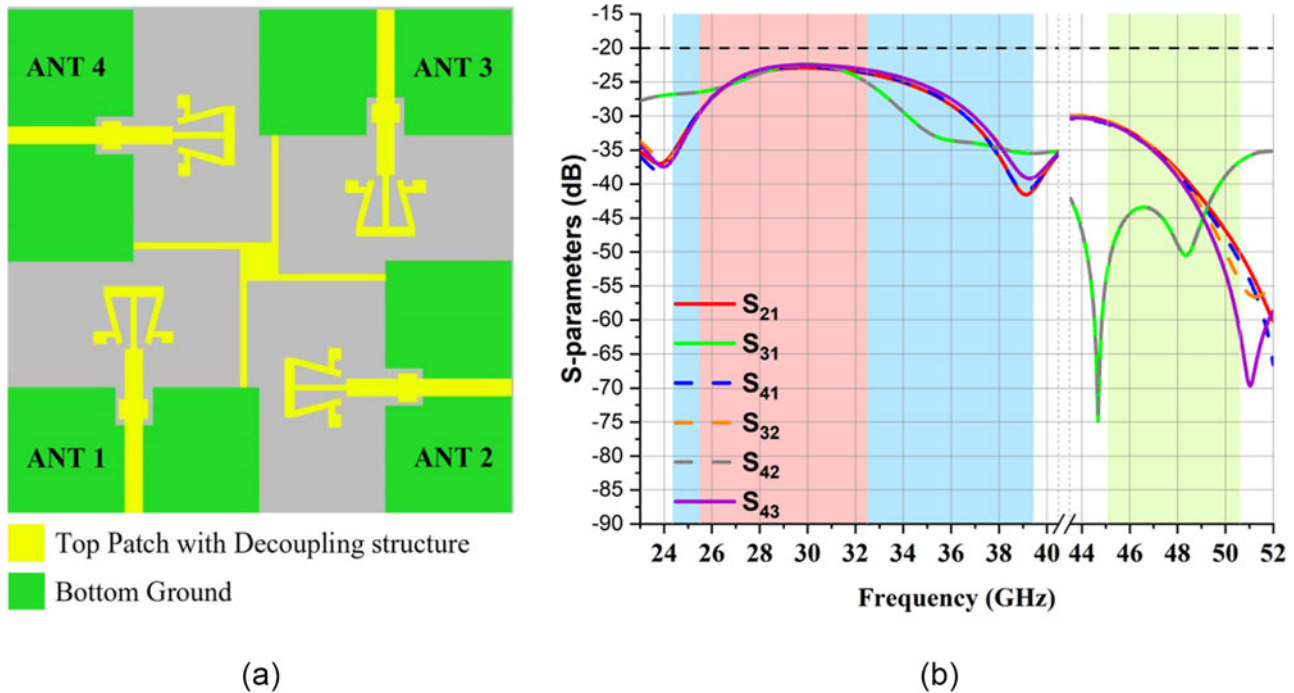 ANT 4
ANT 3
ANT 1
ANT 2
Top Patch with Decoupling structure
Bottom Ground
(a)
S-parameters (dB)
-15
-20
-25
-30
-35
-40
-45
-50
-55
-60
-65
-70
-75
-80
-85
-90
S21
S31
S41
S32
S42
S43
23 24 26 28 30 32 34 36 38 40 44 46 48 50 52
Frequency (GHz)
(b)